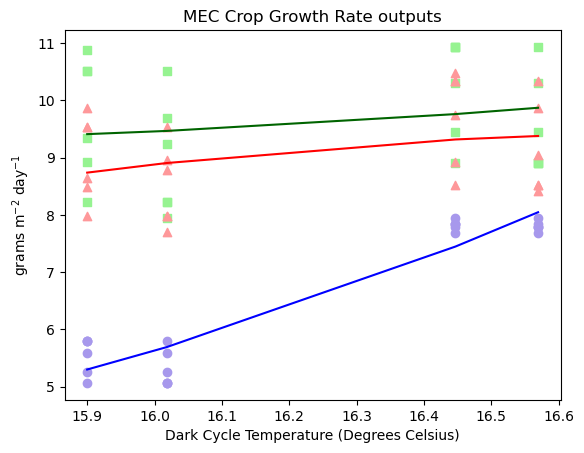 MEC Crop Growth Rate outputs
11
10
9
8
7
6
5
grams m⁻² day⁻¹
15.9 16.0 16.1 16.2 16.3 16.4 16.5 16.6
Dark Cycle Temperature (Degrees Celsius)